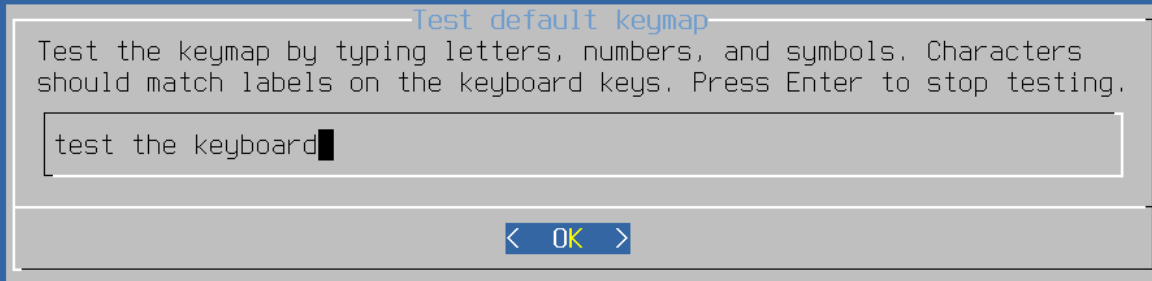 Test default keymap
Test the keymap by typing letters, numbers, and symbols. Characters
should match labels on the keyboard keys. Press Enter to stop testing.
test the keyboard
< OK >